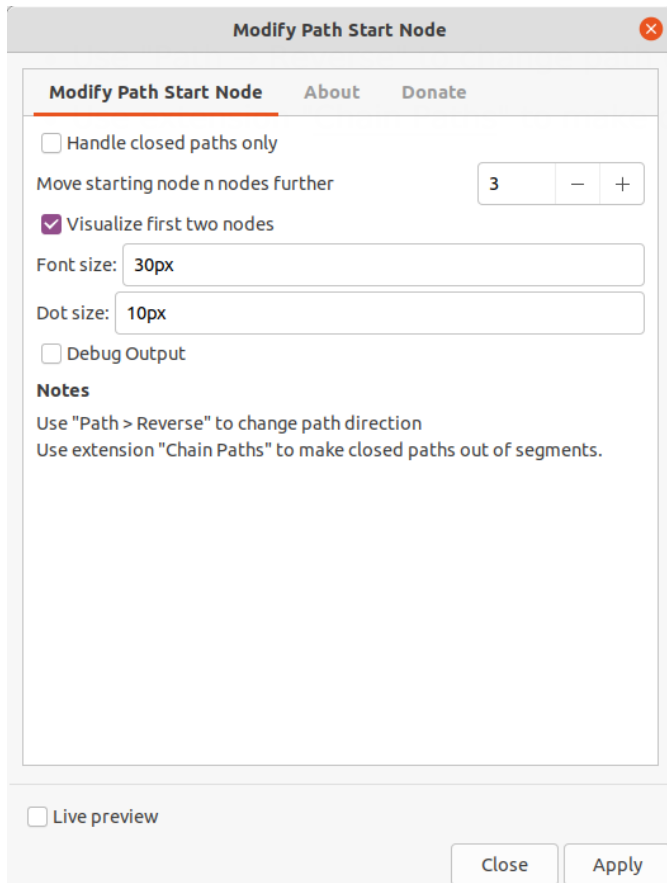 Modify Path Start Node
Modify Path Start Node About Donate
Handle closed paths only
Move starting node n nodes further 3 − +
Visualize first two nodes
Font size: 30px
Dot size: 10px
Debug Output
Notes
Use "Path > Reverse" to change path direction
Use extension "Chain Paths" to make closed paths out of segments.
Live preview
Close Apply